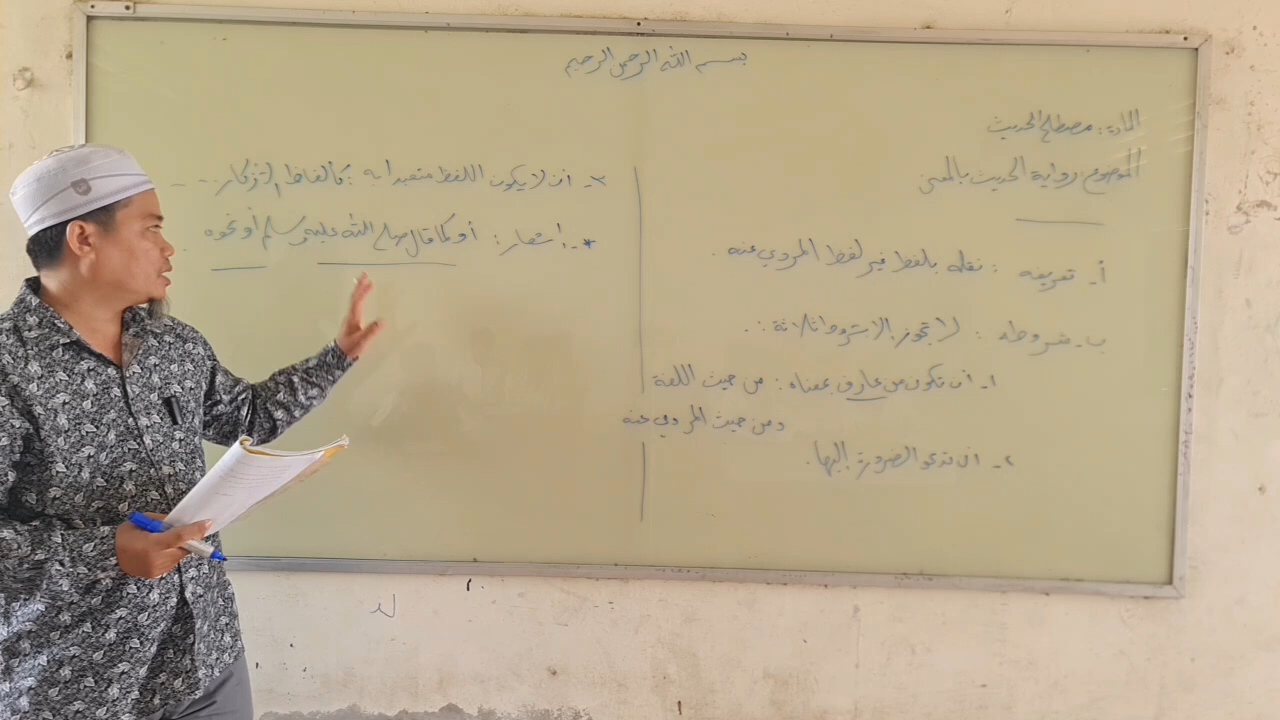 بسم الله الرحمن الرحيم
المادة: مصطلح الحديث
الموضوع رواية الحديث بالمعنى
أ- تعريفه : نقله بلفظ غير لفظ المروي عنه .
ب- شروطه : لا تجوز إلا بشروط ثلاثة :.
١- أن تكون من عارف بمعناه : من حيث اللغة
ومن حيث المروي عنه
٢- ان تدعو الضرورة إليها .
٣- ان لا يكون اللفظ متعبدا به : كألفاظ الأذكار ...
*- إشعار : أو كما قال صلى الله عليه وسلم أو نحوه .